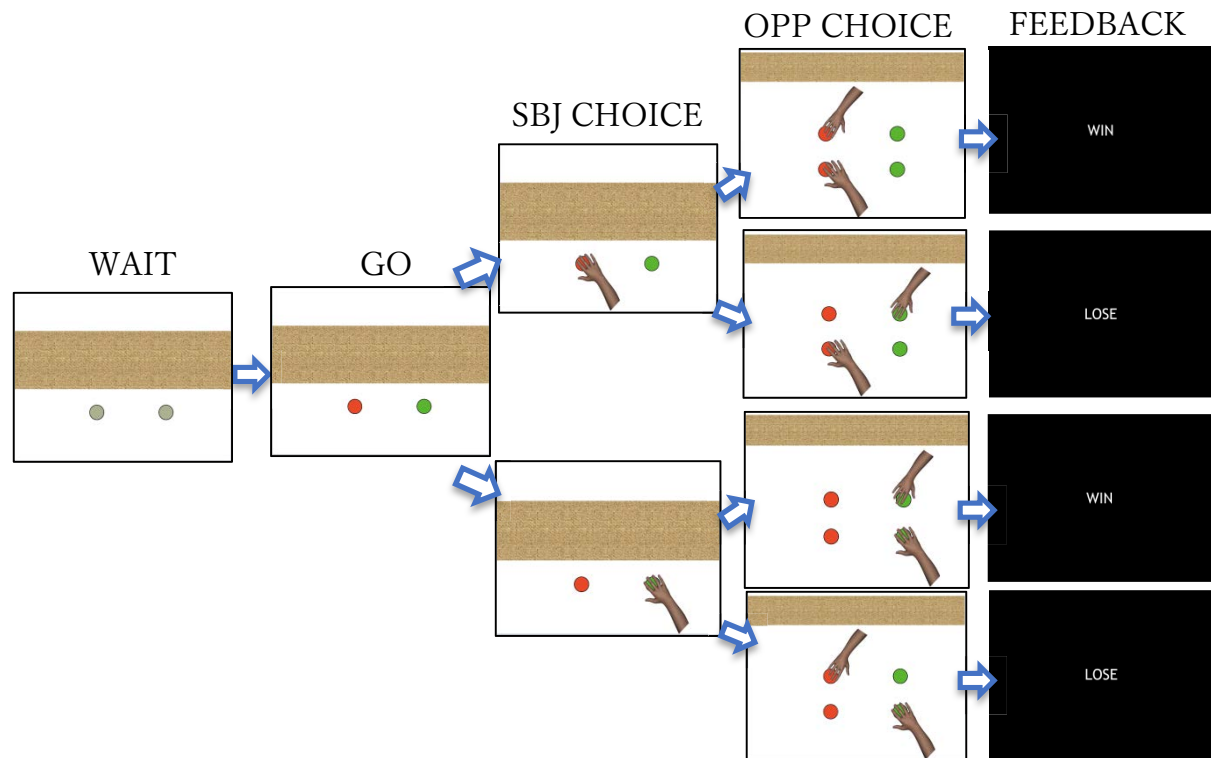 OPP CHOICE
FEEDBACK
SBJ CHOICE
WAIT
GO
WIN
LOSE
WIN
LOSE